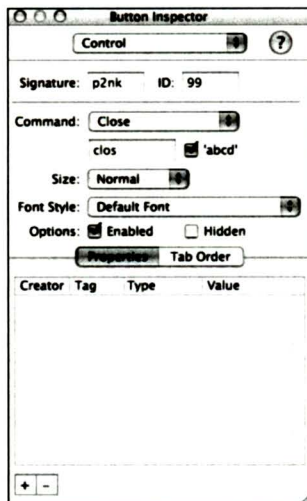 Button Inspector
Control ?
Signature: p2nk ID: 99
Command: Close
clos 'abcd'
Size: Normal
Font Style: Default Font
Options: Enabled Hidden
Properties Tab Order
Creator Tag Type Value
+ -